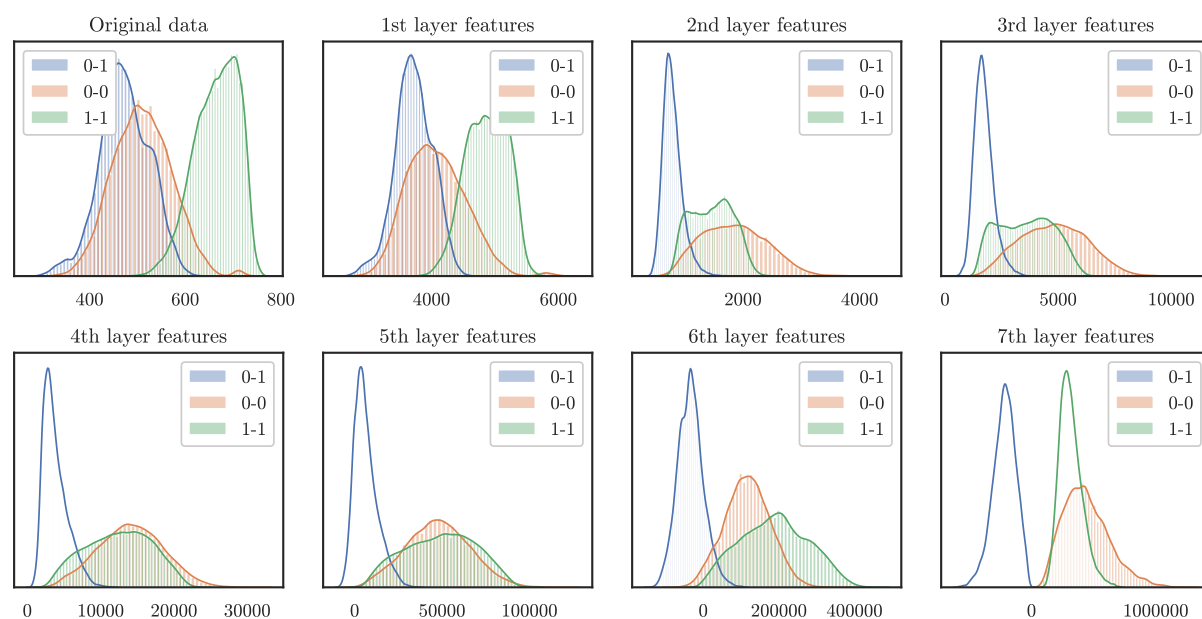 Original data
0-1
0-0
1-1
400 600 800
1st layer features
0-1
0-0
1-1
4000 6000
2nd layer features
0-1
0-0
1-1
2000 4000
3rd layer features
0-1
0-0
1-1
0 5000 10000
4th layer features
0-1
0-0
1-1
0 10000 20000 30000
5th layer features
0-1
0-0
1-1
0 50000 100000
6th layer features
0-1
0-0
1-1
0 200000 400000
7th layer features
0-1
0-0
1-1
0 1000000